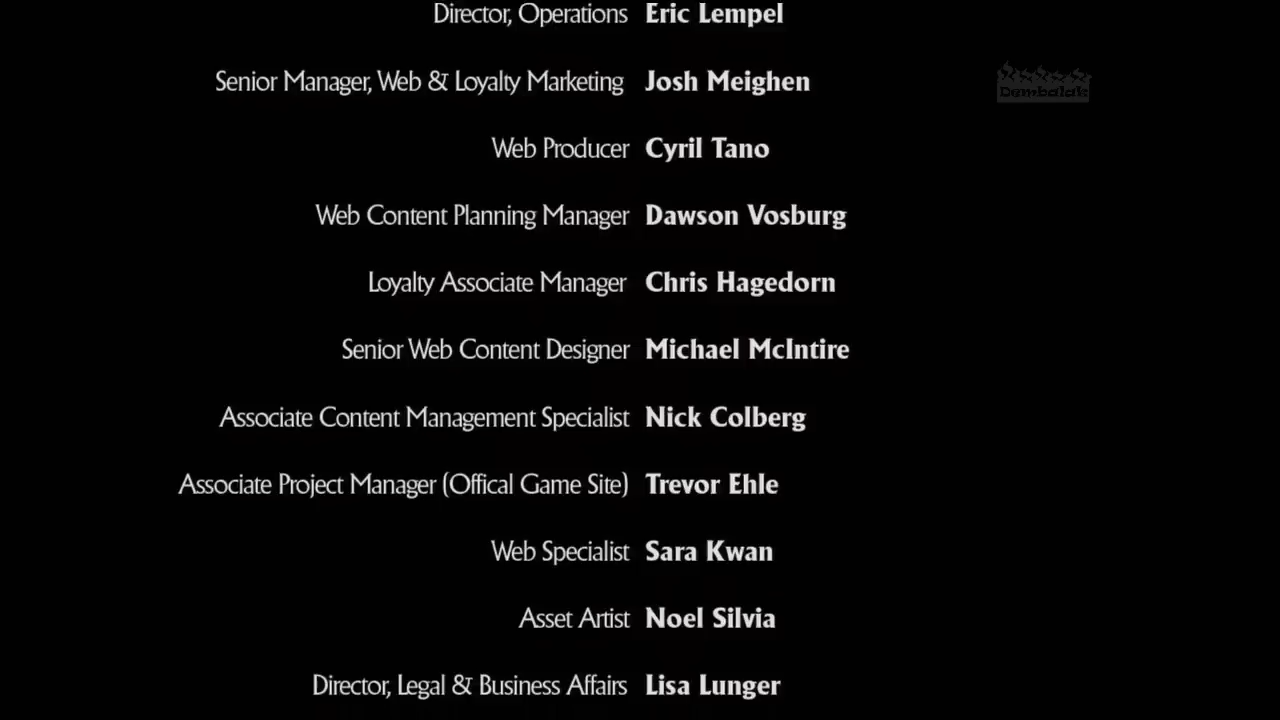 Director, Operations Eric Lempel
Senior Manager, Web & Loyalty Marketing Josh Meighen
Dembalak
Web Producer Cyril Tano
Web Content Planning Manager Dawson Vosburg
Loyalty Associate Manager Chris Hagedorn
Senior Web Content Designer Michael McIntire
Associate Content Management Specialist Nick Colberg
Associate Project Manager (Offical Game Site) Trevor Ehle
Web Specialist Sara Kwan
Asset Artist Noel Silvia
Director, Legal & Business Affairs Lisa Lunger